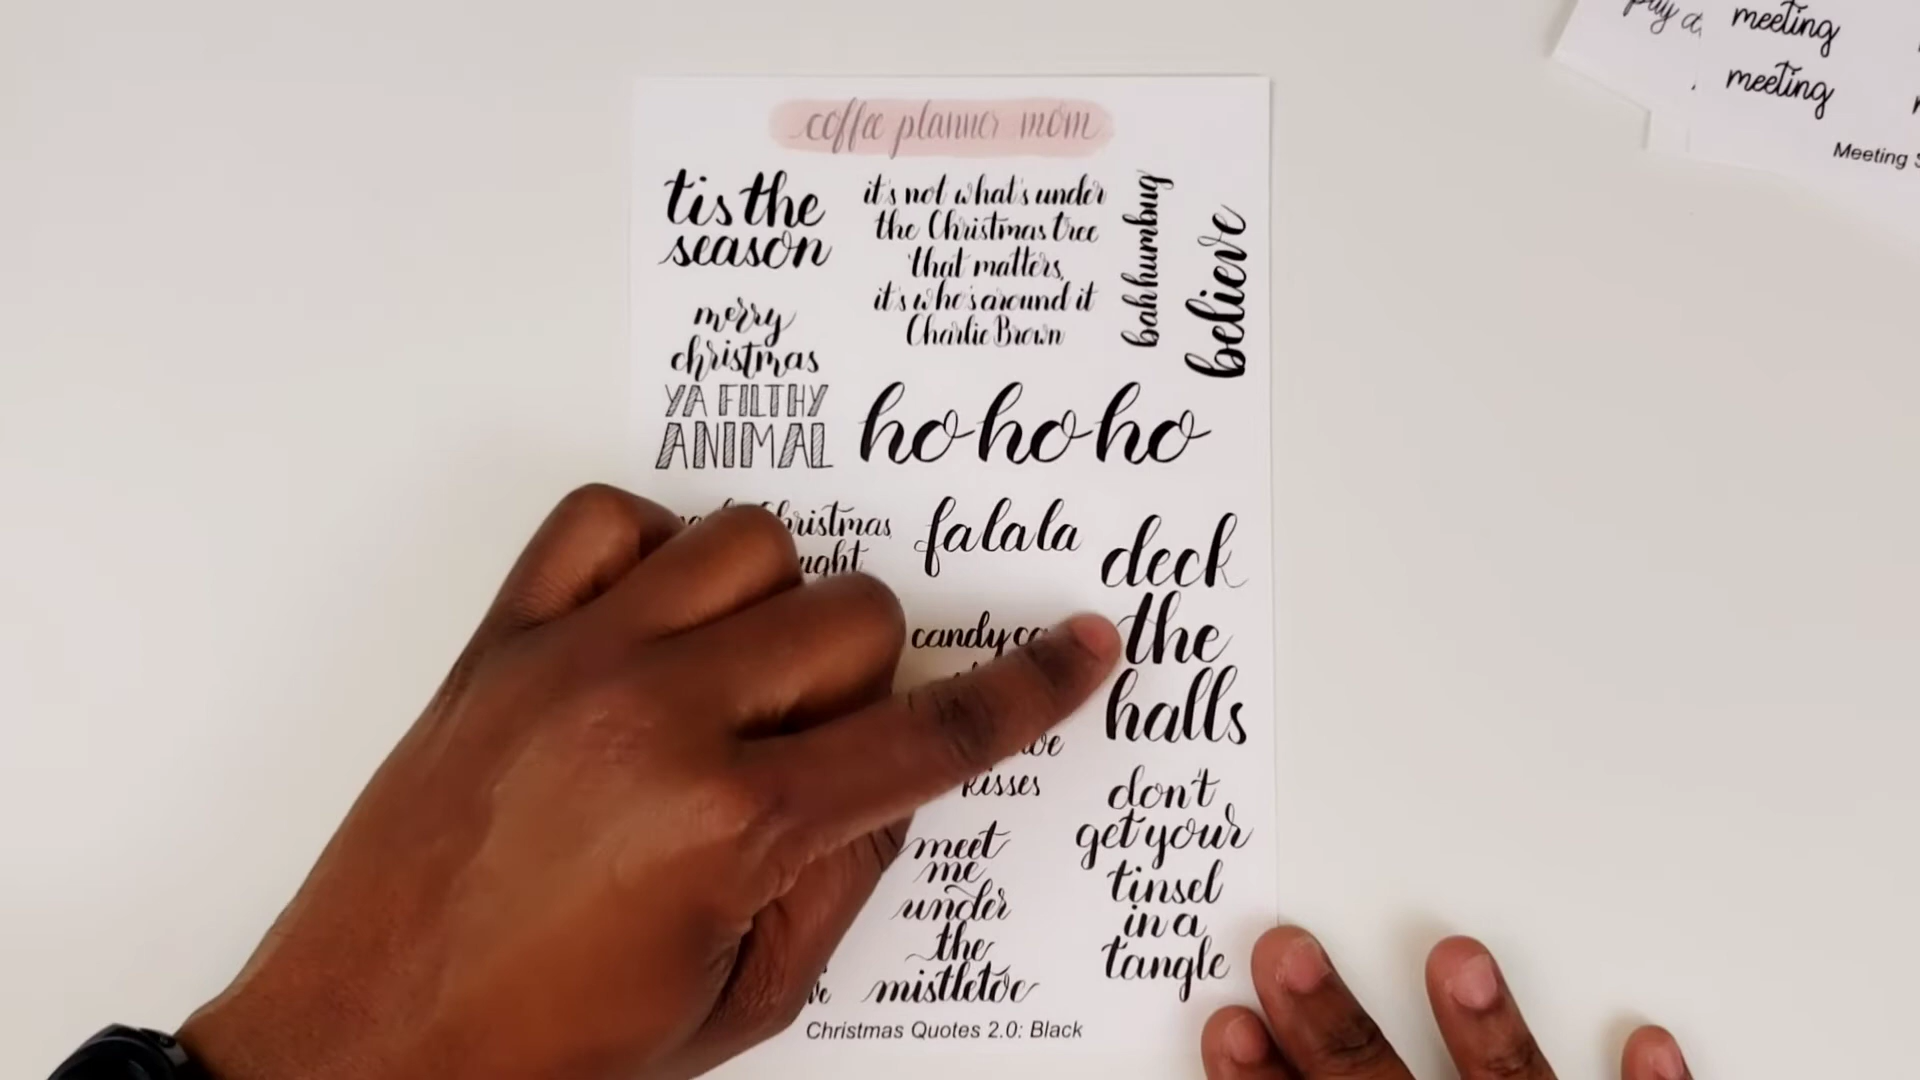 pay
meeting
meeting
Meeting
coffee planner mom
tis the
season
it's not what's under
the Christmas tree
that matters,
it's who's around it
Charlie Brown
bah humbug
believe
merry
christmas
YA FILTHY
ANIMAL
ho ho ho
falala
deck
the
halls
candy
kisses
don't
get your
tinsel
in a
tangle
meet
me
under
the
mistletoe
Christmas Quotes 2.0: Black